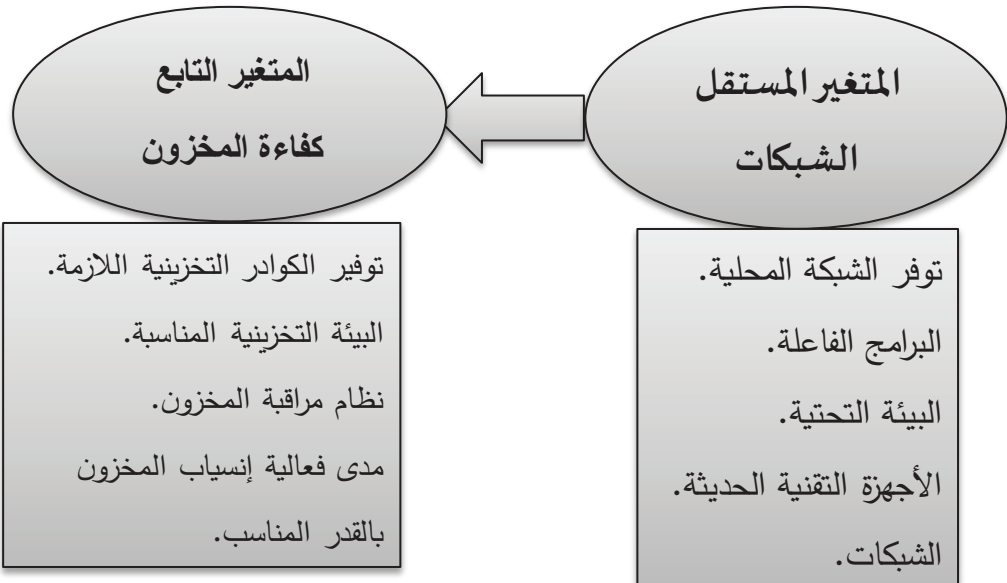 المتغير المستقل
الشبكات
توفر الشبكة المحلية.
البرامج الفاعلة.
البيئة التحتية.
الأجهزة التقنية الحديثة.
الشبكات.
المتغير التابع
كفاءة المخزون
توفير الكوادر التخزينية اللازمة.
البيئة التخزينية المناسبة.
نظام مراقبة المخزون.
مدى فعالية إنسياب المخزون
بالقدر المناسب.